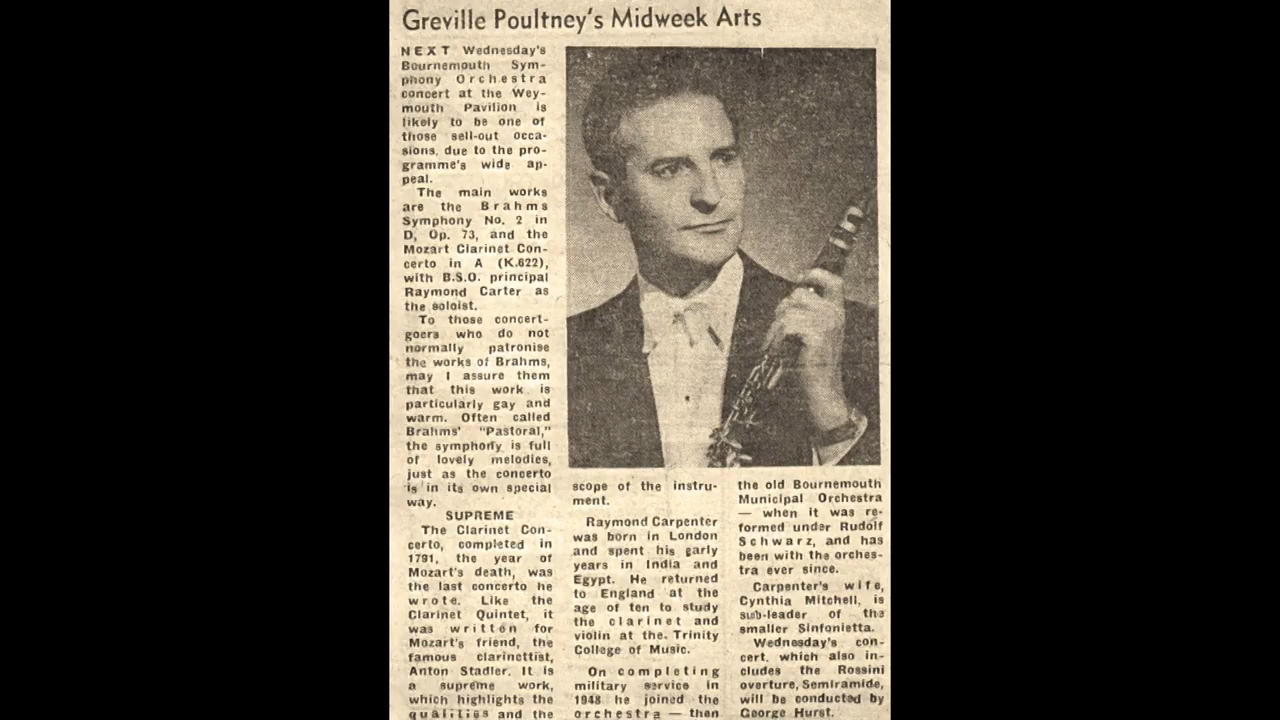 Greville Poultney's Midweek Arts
NEXT Wednesday's
Bournemouth Sym-
phony Orchestra
concert at the Wey-
mouth Pavilion is
likely to be one of
those sell-out occa-
sions, due to the pro-
gramme's wide ap-
peal.
The main works
are the Brahms
Symphony No. 2 in
D, Op. 73, and the
Mozart Clarinet Con-
certo in A (K.622),
with B.S.O. principal
Raymond Carter as
the soloist.
To those concert-
goers who do not
normally patronise
the works of Brahms,
may I assure them
that this work is
particularly gay and
warm. Often called
Brahms' "Pastoral,"
the symphony is full
of lovely melodies,
just as the concerto
is in its own special
way.
SUPREME
The Clarinet Con-
certo, completed in
1791, the year of
Mozart's death, was
the last concerto he
wrote. Like the
Clarinet Quintet, it
was written for
Mozart's friend, the
famous clarinettist,
Anton Stadler. It is
a supreme work,
which highlights the
qualities and the
scope of the instru-
ment.
Raymond Carpenter
was born in London
and spent his early
years in India and
Egypt. He returned
to England at the
age of ten to study
the clarinet and
violin at the Trinity
College of Music.
On completing
military service in
1948 he joined the
orchestra — then
the old Bournemouth
Municipal Orchestra
— when it was re-
formed under Rudolf
Schwarz, and has
been with the orches-
tra ever since.
Carpenter's wife,
Cynthia Mitchell, is
sub-leader of the
smaller Sinfonietta.
Wednesday's con-
cert, which also in-
cludes the Rossini
overture, Semiramide,
will be conducted by
George Hurst.